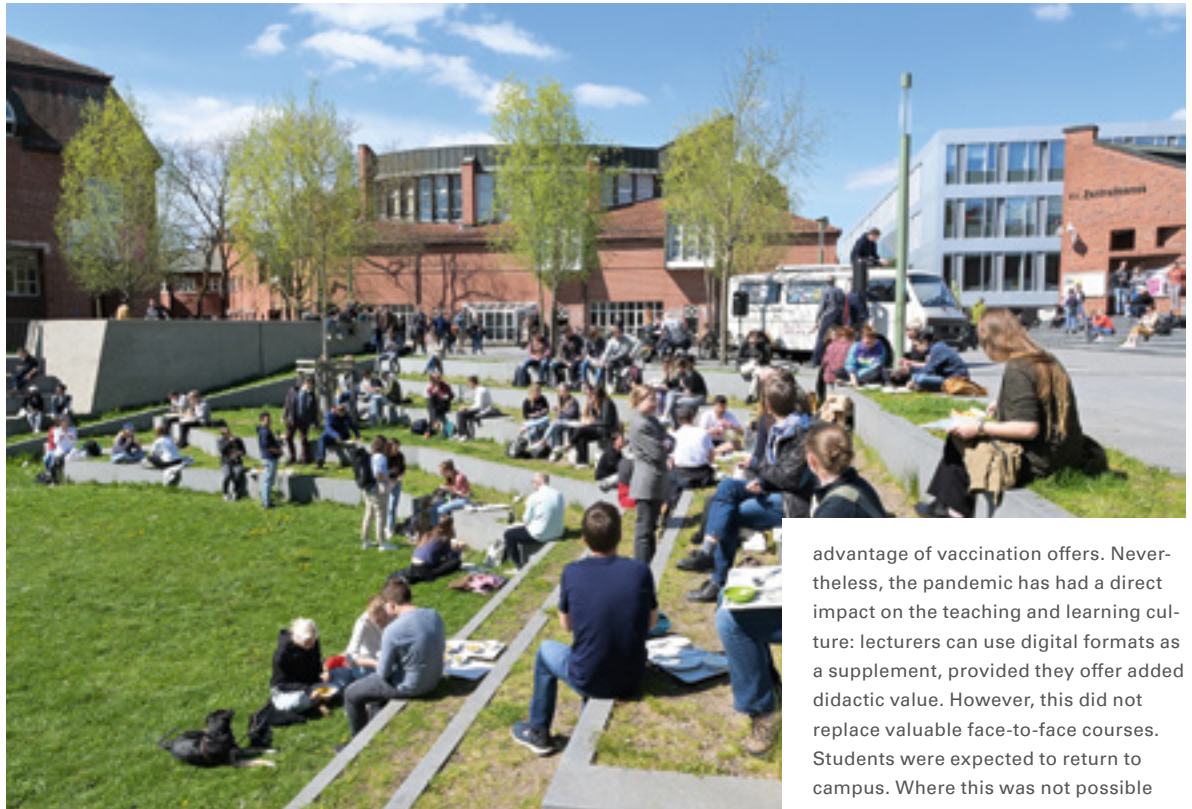 advantage of vaccination offers. Never-
theless, the pandemic has had a direct
impact on the teaching and learning cul-
ture: lecturers can use digital formats as
a supplement, provided they offer added
didactic value. However, this did not
replace valuable face-to-face courses.
Students were expected to return to
campus. Where this was not possible